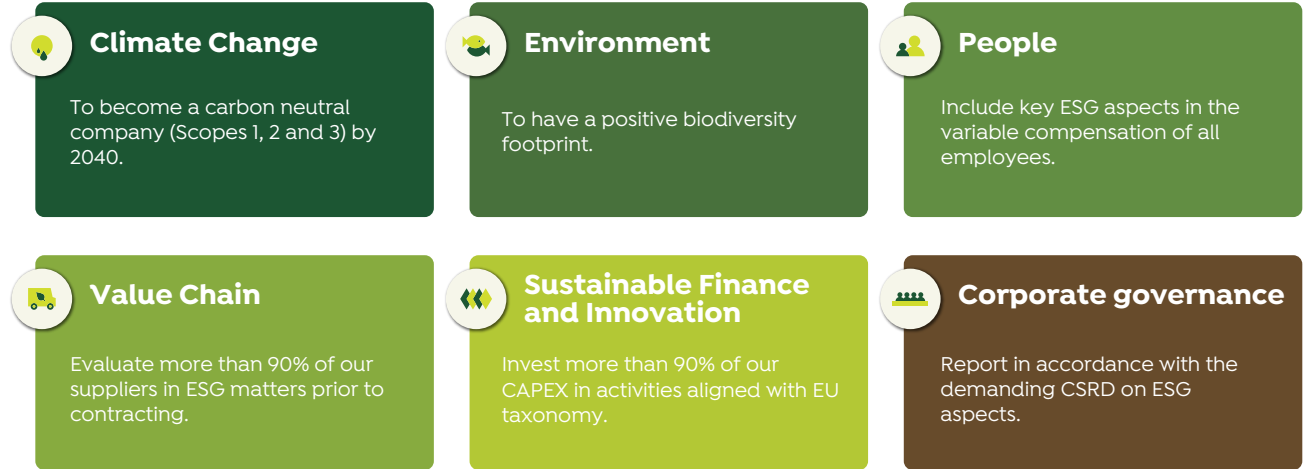 Climate Change
To become a carbon neutral
company (Scopes 1, 2 and 3) by
2040.
Environment
To have a positive biodiversity
footprint.
People
Include key ESG aspects in the
variable compensation of all
employees.
Value Chain
Evaluate more than 90% of our
suppliers in ESG matters prior to
contracting.
Sustainable Finance
and Innovation
Invest more than 90% of our
CAPEX in activities aligned with EU
taxonomy.
Corporate governance
Report in accordance with the
demanding CSRD on ESG
aspects.